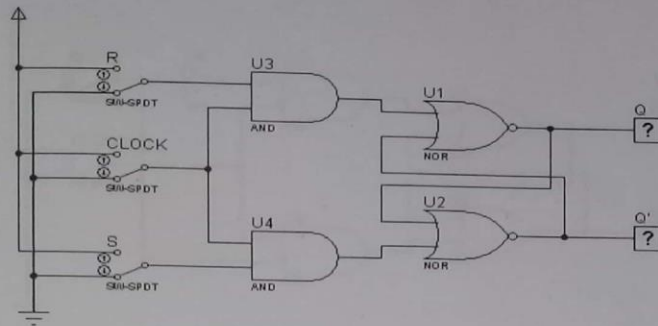 R
SW-SPDT
CLOCK
SW-SPDT
S
SW-SPDT
U3
AND
U4
AND
U1
NOR
U2
NOR
Q
?
Q'
?